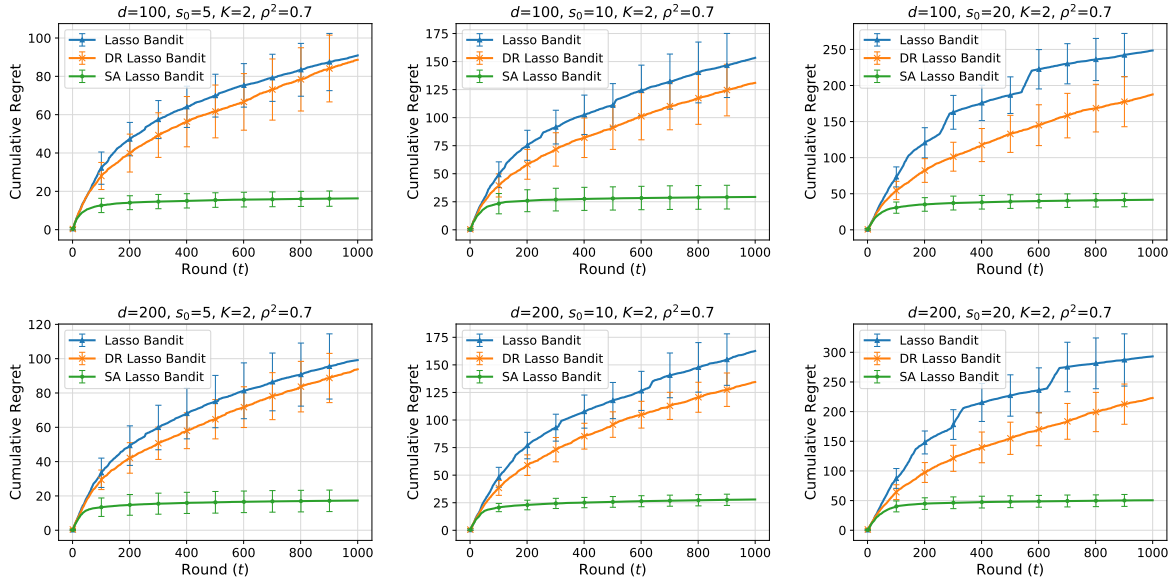 d=100, s₀=5, K=2, ρ²=0.7
Cumulative Regret
100
80
60
40
20
0
Lasso Bandit
DR Lasso Bandit
SA Lasso Bandit
0 200 400 600 800 1000
Round (t)
d=100, s₀=10, K=2, ρ²=0.7
Cumulative Regret
175
150
125
100
75
50
25
0
Lasso Bandit
DR Lasso Bandit
SA Lasso Bandit
0 200 400 600 800 1000
Round (t)
d=100, s₀=20, K=2, ρ²=0.7
Cumulative Regret
250
200
150
100
50
0
Lasso Bandit
DR Lasso Bandit
SA Lasso Bandit
0 200 400 600 800 1000
Round (t)
d=200, s₀=5, K=2, ρ²=0.7
Cumulative Regret
120
100
80
60
40
20
0
Lasso Bandit
DR Lasso Bandit
SA Lasso Bandit
0 200 400 600 800 1000
Round (t)
d=200, s₀=10, K=2, ρ²=0.7
Cumulative Regret
175
150
125
100
75
50
25
0
Lasso Bandit
DR Lasso Bandit
SA Lasso Bandit
0 200 400 600 800 1000
Round (t)
d=200, s₀=20, K=2, ρ²=0.7
Cumulative Regret
300
250
200
150
100
50
0
Lasso Bandit
DR Lasso Bandit
SA Lasso Bandit
0 200 400 600 800 1000
Round (t)